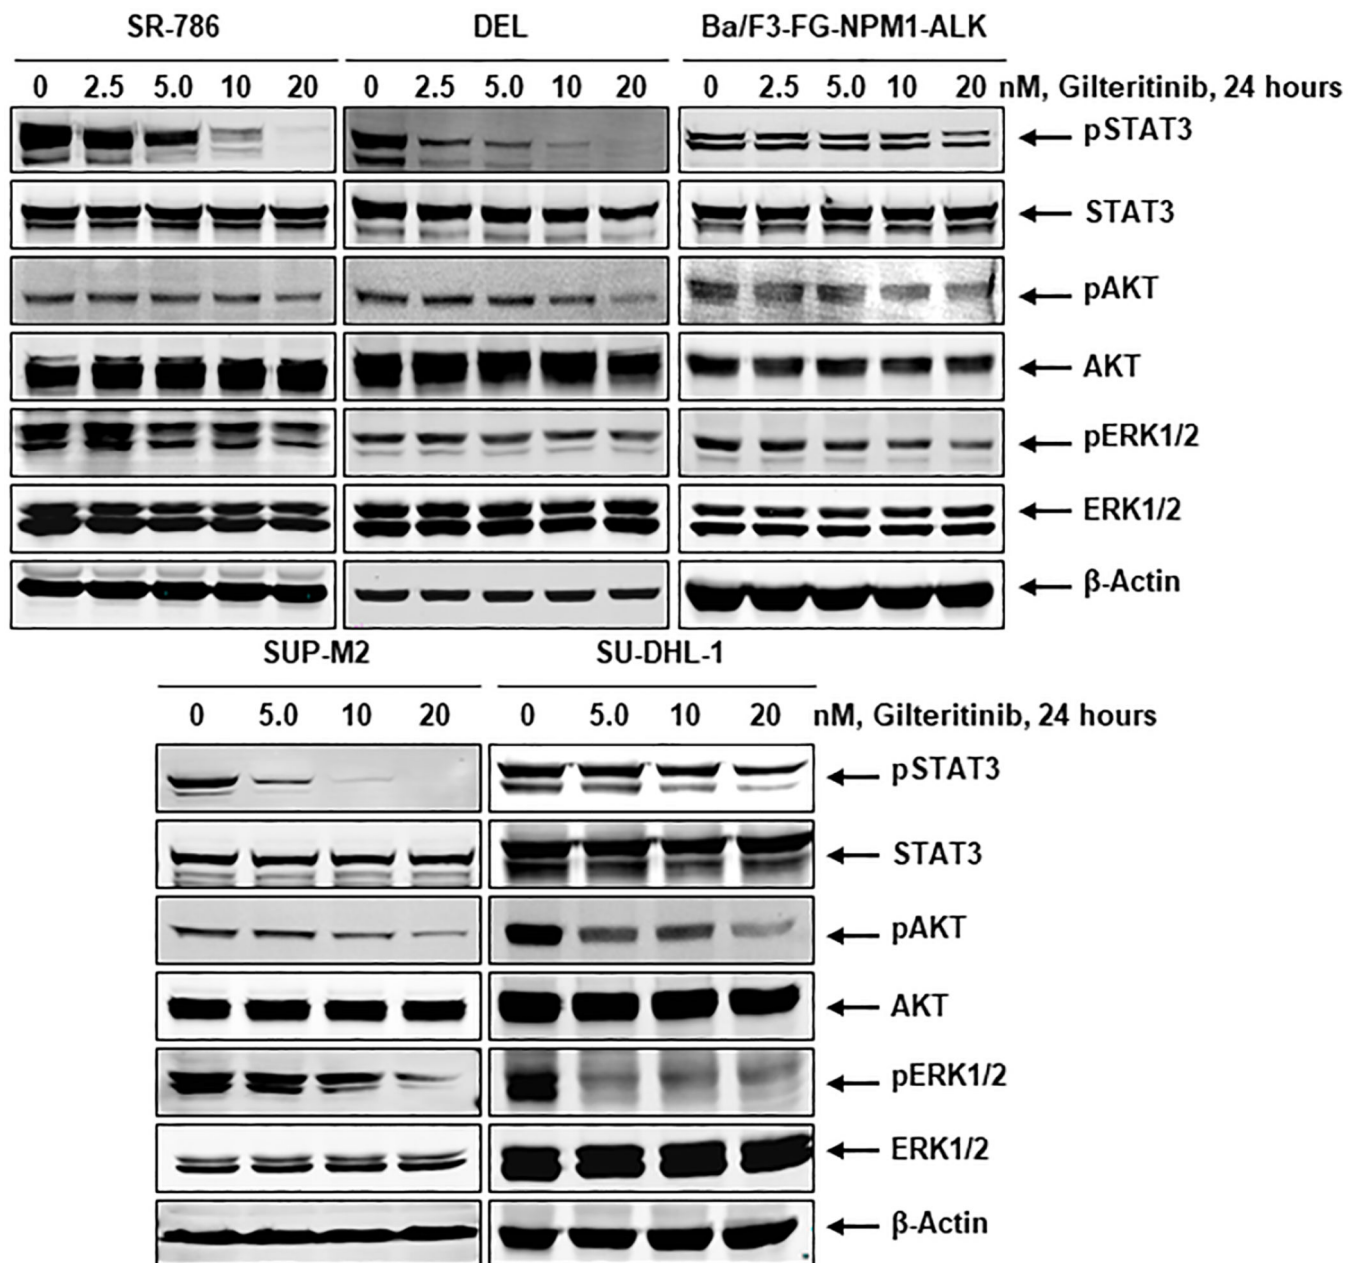 SR-786 DEL Ba/F3-FG-NPM1-ALK
0 2.5 5.0 10 20 0 2.5 5.0 10 20 0 2.5 5.0 10 20 nM, Gilteritinib, 24 hours
pSTAT3
STAT3
pAKT
AKT
pERK1/2
ERK1/2
β-Actin
SUP-M2 SU-DHL-1
0 5.0 10 20 0 5.0 10 20 nM, Gilteritinib, 24 hours
pSTAT3
STAT3
pAKT
AKT
pERK1/2
ERK1/2
β-Actin